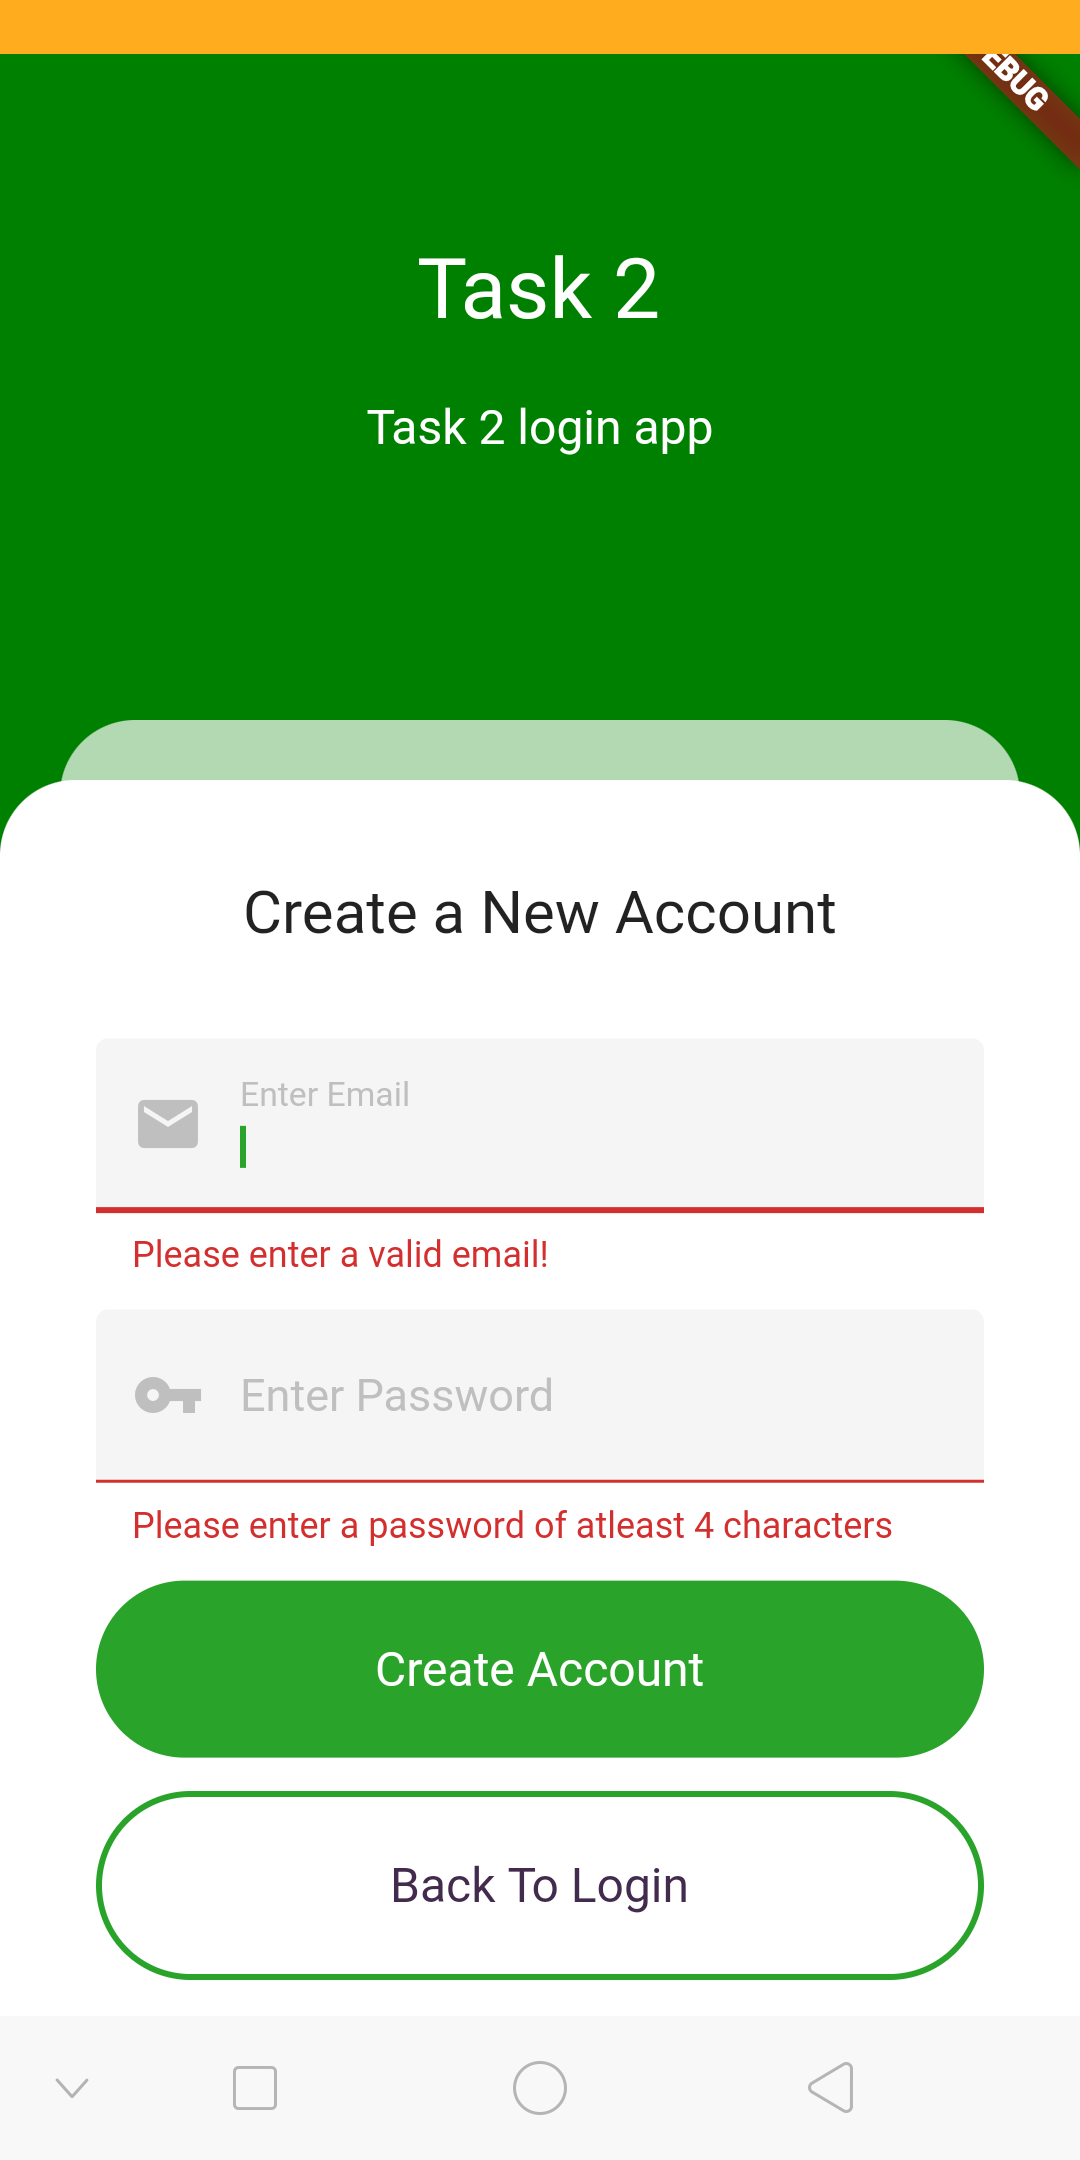 EBUG
Task 2
Task 2 login app
Create a New Account
Enter Email
Please enter a valid email!
Enter Password
Please enter a password of atleast 4 characters
Create Account
Back To Login